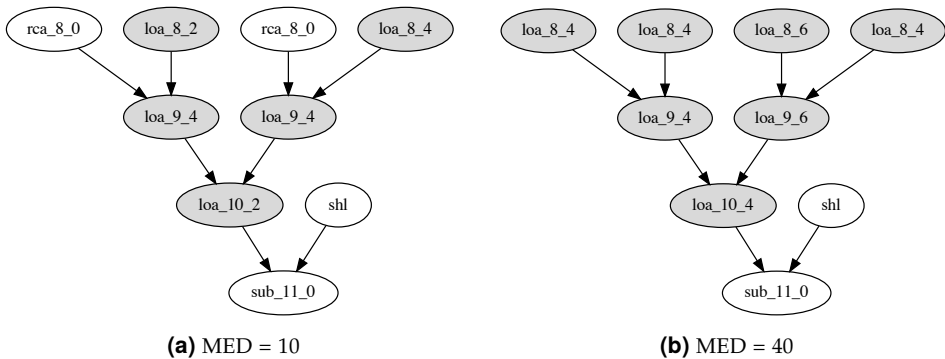 rca_8_0 loa_8_2 rca_8_0 loa_8_4
loa_9_4 loa_9_4
loa_10_2 shl
sub_11_0
(a) MED = 10
loa_8_4 loa_8_4 loa_8_6 loa_8_4
loa_9_4 loa_9_6
loa_10_4 shl
sub_11_0
(b) MED = 40